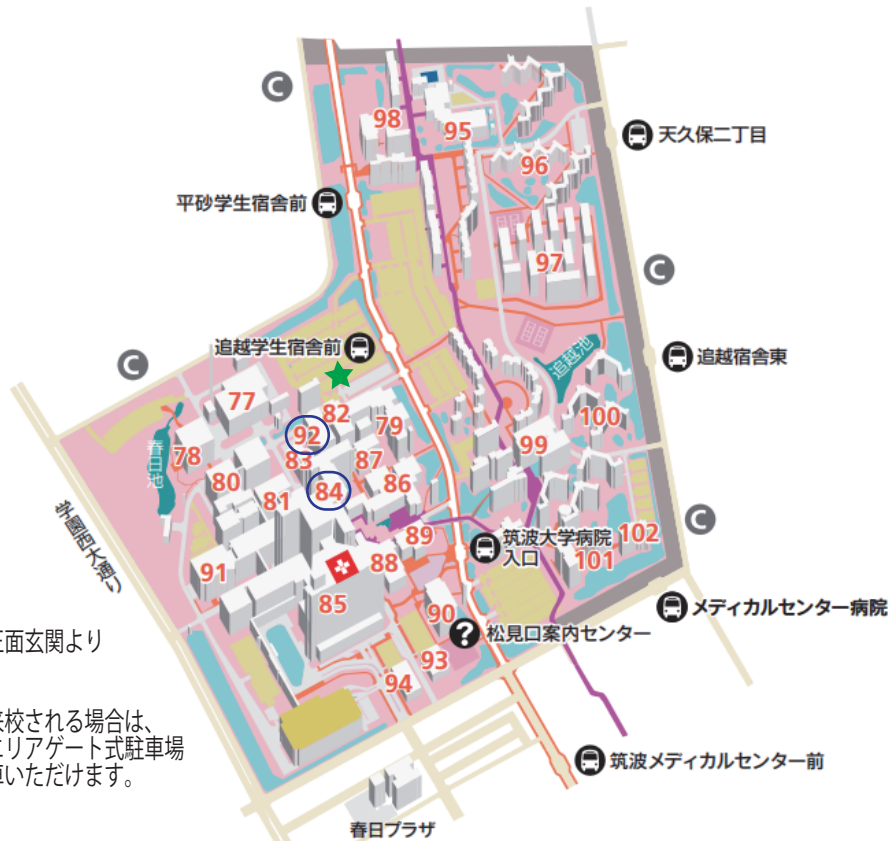 C
98
95
天久保二丁目
96
平砂学生宿舎前
97
C
追越学生宿舎前
追越池
追越宿舎東
C
77
82
79
100
92
78
83
87
99
春日池
80
84
86
81
102
C
学園西大通り
89
筑波大学病院
入口
101
91
88
85
90
メディカルセンター病院
?
松見口案内センター
正面玄関より
93
94
来校される場合は、
エリアゲート式駐車場
車いただけます。
筑波メディカルセンター前
春日プラザ